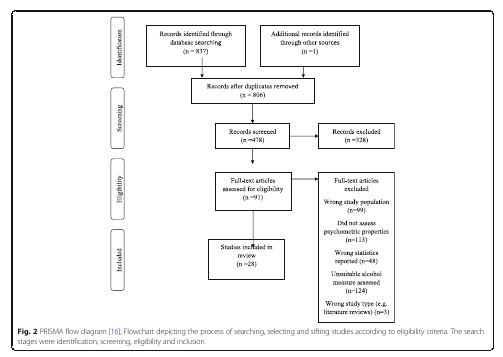 Identification
Records identified through
database searching
(n = 837)
Additional records identified
through other sources
(n =1)
Records after duplicates removed
(n = 806)
Screening
Records screened
(n =478)
Records excluded
(n =328)
Eligibility
Full-text articles
assessed for eligibility
(n =91)
Full-text articles
excluded
Wrong study population
(n=99)
Did not assess
psychometric properties
(n=113)
Wrong statistics
reported (n=48)
Unsuitable alcohol
measure assessed
(n=124)
Wrong study type (e.g.
literature reviews) (n=3)
Included
Studies included in
review
(n =28)
Fig. 2 PRISMA flow diagram [16]; Flowchart depicting the process of searching, selecting and sifting studies according to eligibility criteria. The search
stages were identification, screening, eligibility and inclusion